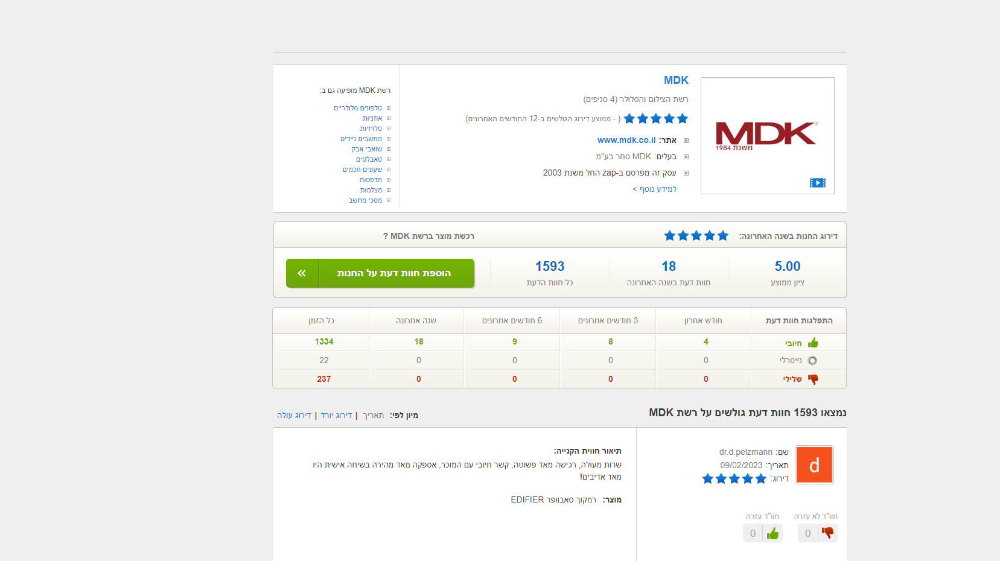 MDK
משנת 1984
MDK
רשת הצילום והסלולר (4 סניפים)
( - ממוצע דירוג הגולשים ב-12 החודשים האחרונים)
אתר: www.mdk.co.il
בעלים: MDK סחר בע"מ
עסק זה מפרסם ב-zap החל משנת 2003
למידע נוסף >
רשת MDK מופיעה גם ב:
טלפונים סלולריים
אוזניות
טלויזיות
מחשבים ניידים
שואבי אבק
טאבלטים
שעונים חכמים
מדפסות
מצלמות
מסכי מחשב
דירוג החנות בשנה האחרונה:
רכשת מוצר ברשת MDK ?
5.00
ציון ממוצע
18
חוות דעת בשנה האחרונה
1593
כל חוות הדעת
הוספת חוות דעת על החנות
התפלגות חוות דעת חודש אחרון 3 חודשים אחרונים 6 חודשים אחרונים שנה אחרונה כל הזמן
חיובי 4 8 9 18 1334
נייטרלי 0 0 0 0 22
שלילי 0 0 0 0 237
נמצאו 1593 חוות דעת גולשים על רשת MDK
מיון לפי: תאריך | דירוג יורד | דירוג עולה
d
שם: dr.d.pelzmann
תאריך: 09/02/2023
דירוג:
חוו"ד לא עזרה
0
חוו"ד עזרה
0
תיאור חווית הקנייה:
שרות מעולה, רכישה מאד פשוטה, קשר חיובי עם המוכר, אספקה מאד מהירה בשיחה אישית היו
מאד אדיבים!
מוצר: רמקוך סאבוופר EDIFIER